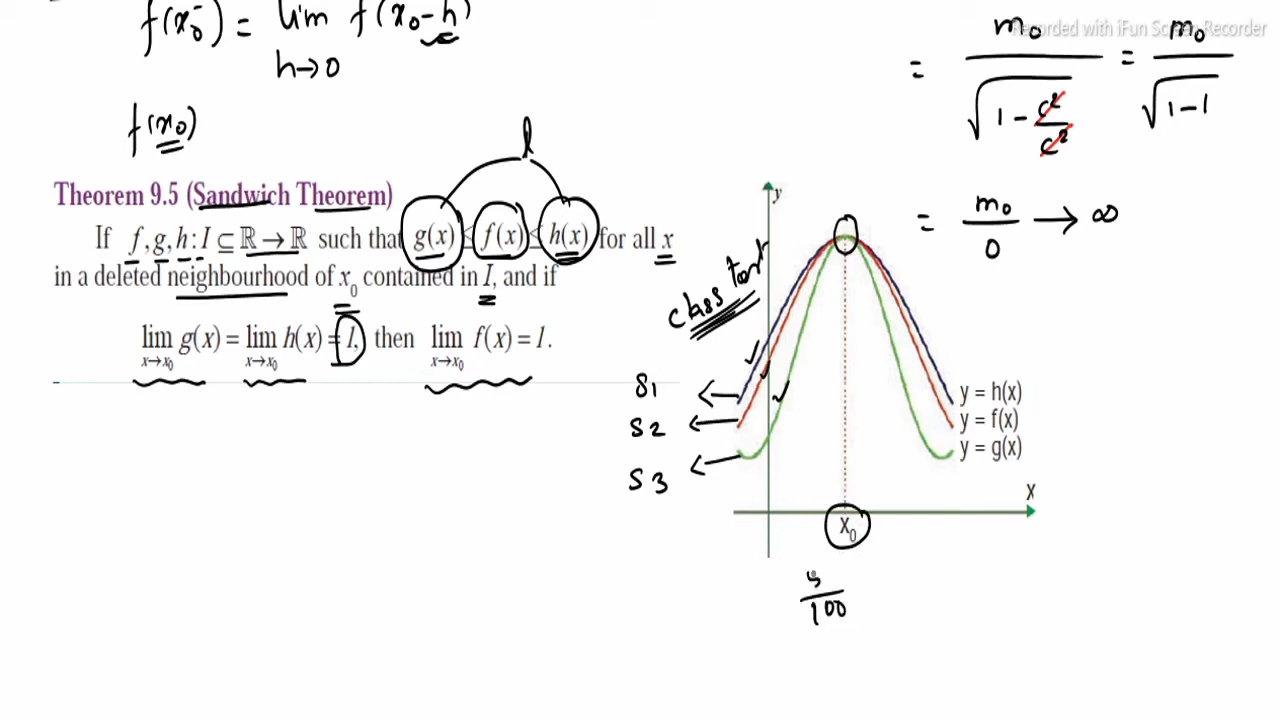 f(x₀⁻) = lim f(x₀-h)
h→0
f(x₀)
l
Theorem 9.5 (Sandwich Theorem)
If f, g, h : I ⊆ ℝ → ℝ such that g(x) ≤ f(x) ≤ h(x) for all x
in a deleted neighbourhood of x₀ contained in I, and if
lim g(x) = lim h(x) = l, then lim f(x) = l.
x→x₀ x→x₀ x→x₀
Recorded with iFun Screen Recorder
= m₀/√(1 - c²/c²) = m₀/√(1-1)
= m₀/0 → ∞
y
class test
S1
S2
S3
y = h(x)
y = f(x)
y = g(x)
x
x₀
/100